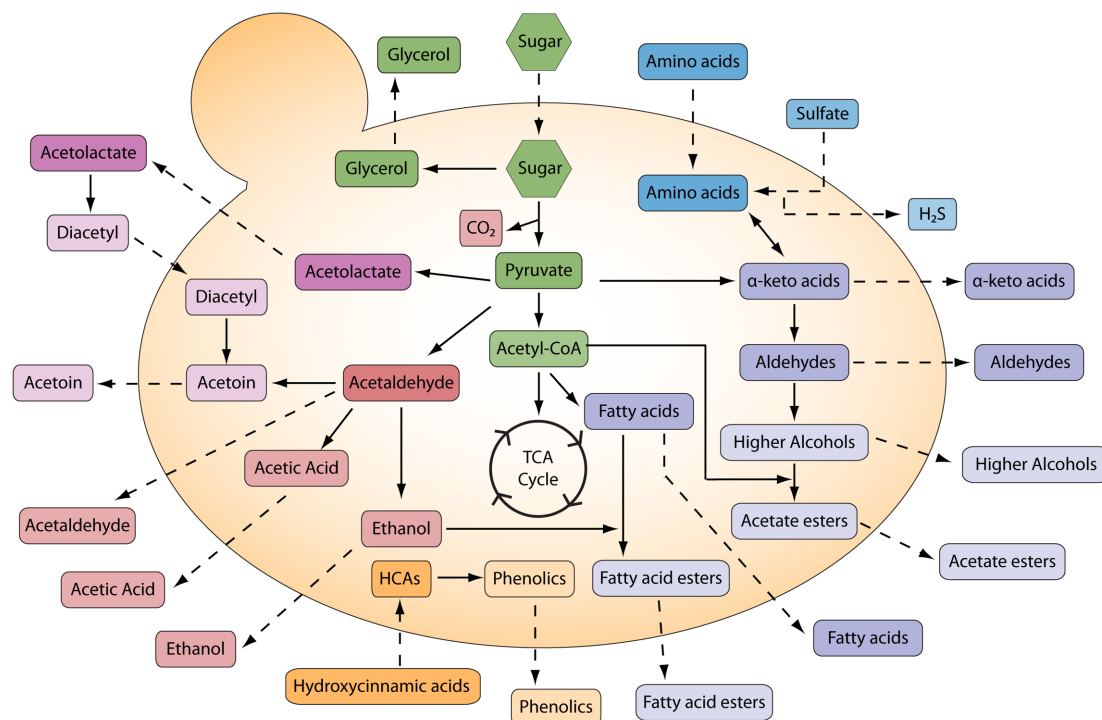 Glycerol
Sugar
Amino acids
Sulfate
Acetolactate
Glycerol
Sugar
Amino acids
H₂S
Diacetyl
CO₂
Acetolactate
Pyruvate
α-keto acids
α-keto acids
Diacetyl
Acetyl-CoA
Aldehydes
Aldehydes
Acetoin
Acetoin
Acetaldehyde
Fatty acids
Higher Alcohols
Higher Alcohols
Acetic Acid
TCA
Cycle
Acetaldehyde
Ethanol
Acetate esters
Acetate esters
Acetic Acid
HCAs
Phenolics
Fatty acid esters
Ethanol
Fatty acids
Hydroxycinnamic acids
Phenolics
Fatty acid esters